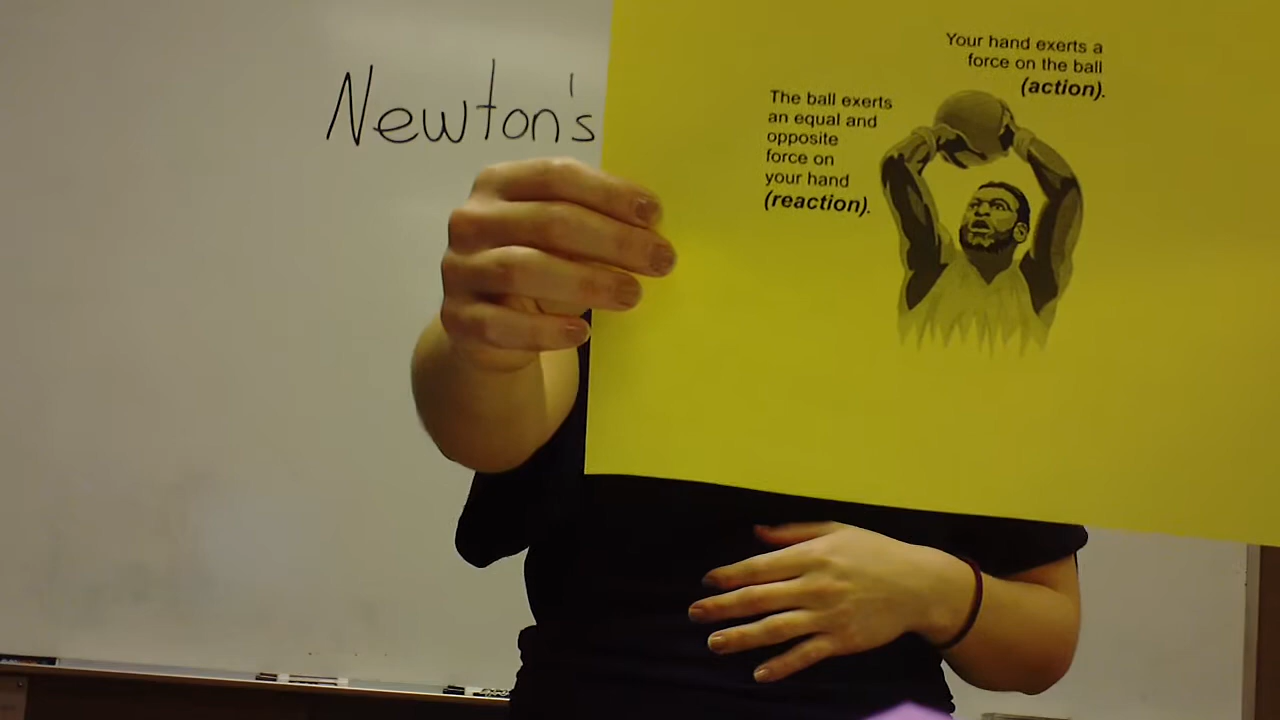 Newton's
Your hand exerts a
force on the ball
(action).
The ball exerts
an equal and
opposite
force on
your hand
(reaction).